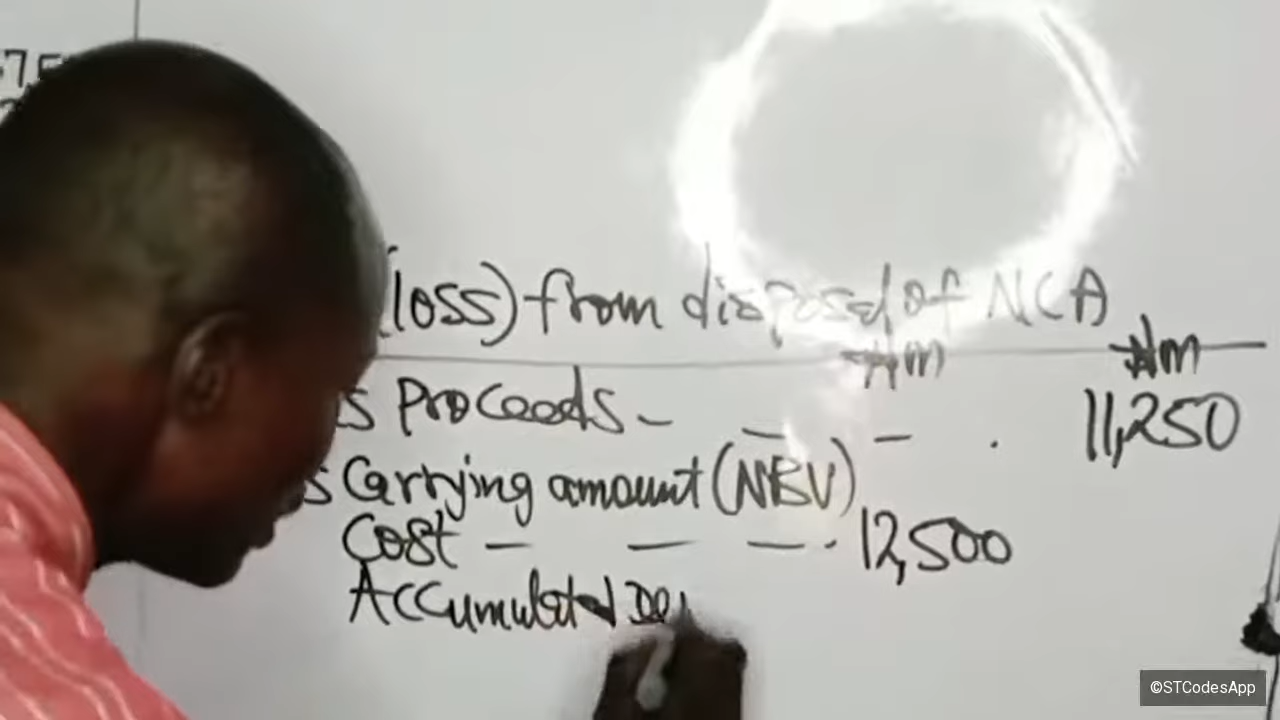 (loss) from disposal of NCA
₦m ₦m
s Proceeds - - - . 11,250
s Carrying amount (NBV)
Cost - - - . 12,500
Accumulated De
©STCodesApp